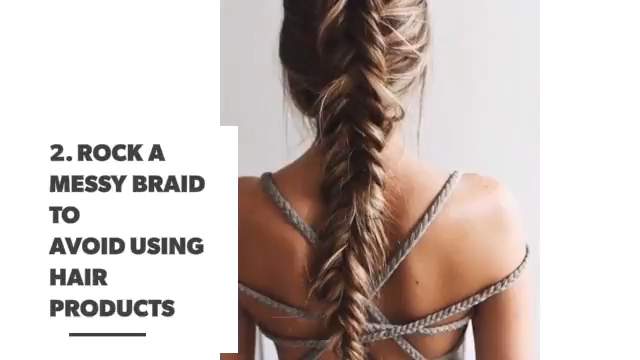 2. ROCK A
MESSY BRAID
TO
AVOID USING
HAIR
PRODUCTS